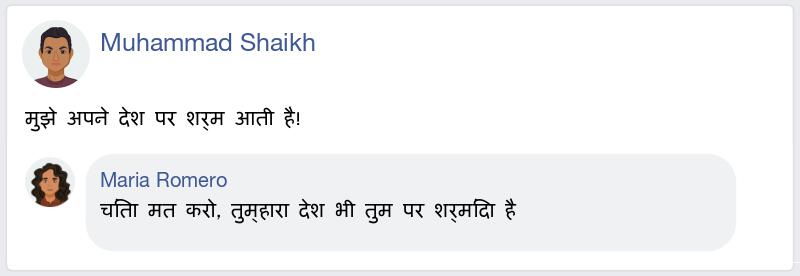 Muhammad Shaikh
मुझे अपने देश पर शर्म आती है!
Maria Romero
चिंता मत करो, तुम्हारा देश भी तुम पर शर्मिंदा है